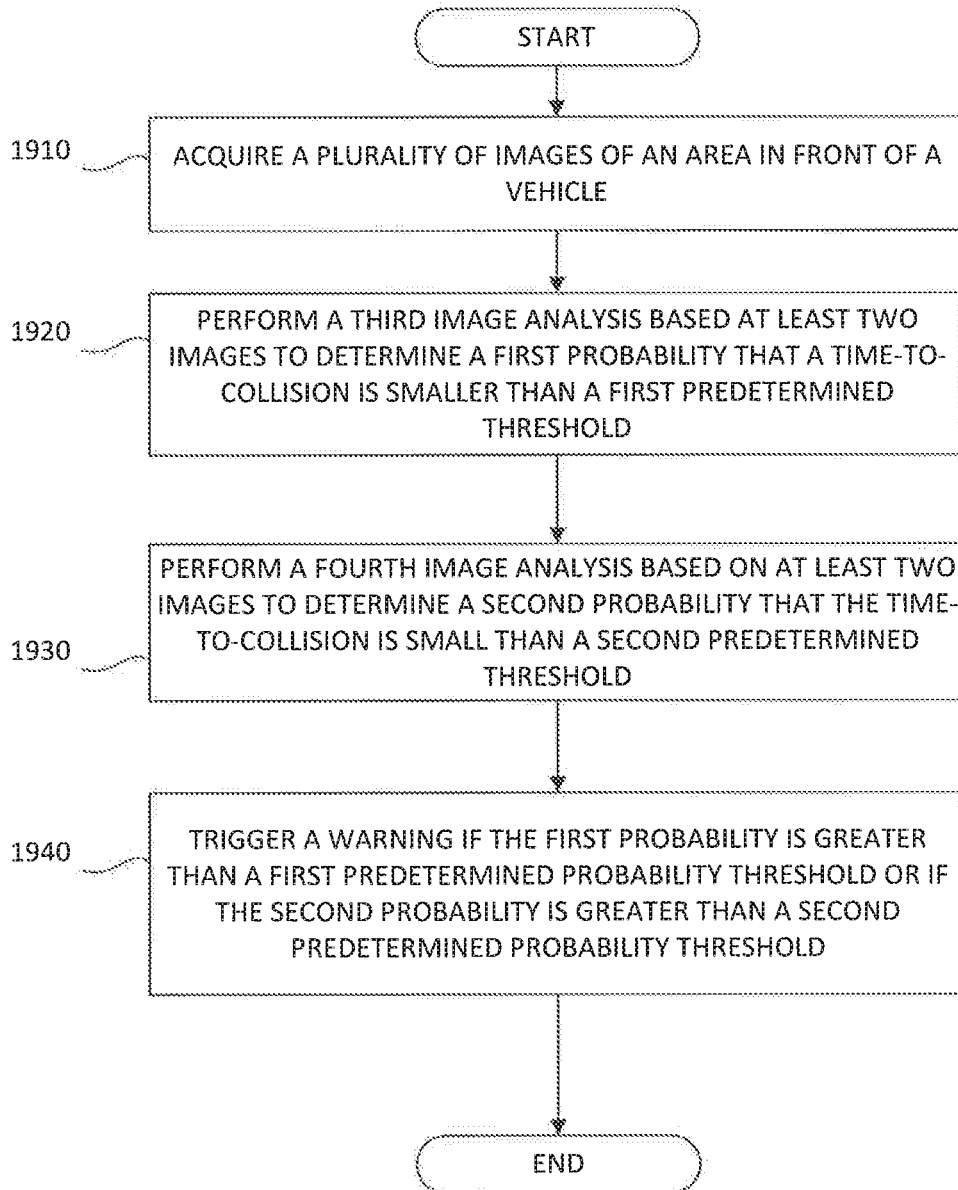 START
1910
ACQUIRE A PLURALITY OF IMAGES OF AN AREA IN FRONT OF A
VEHICLE
1920
PERFORM A THIRD IMAGE ANALYSIS BASED AT LEAST TWO
IMAGES TO DETERMINE A FIRST PROBABILITY THAT A TIME-TO-
COLLISION IS SMALLER THAN A FIRST PREDETERMINED
THRESHOLD
1930
PERFORM A FOURTH IMAGE ANALYSIS BASED ON AT LEAST TWO
IMAGES TO DETERMINE A SECOND PROBABILITY THAT THE TIME-
TO-COLLISION IS SMALL THAN A SECOND PREDETERMINED
THRESHOLD
1940
TRIGGER A WARNING IF THE FIRST PROBABILITY IS GREATER
THAN A FIRST PREDETERMINED PROBABILITY THRESHOLD OR IF
THE SECOND PROBABILITY IS GREATER THAN A SECOND
PREDETERMINED PROBABILITY THRESHOLD
END